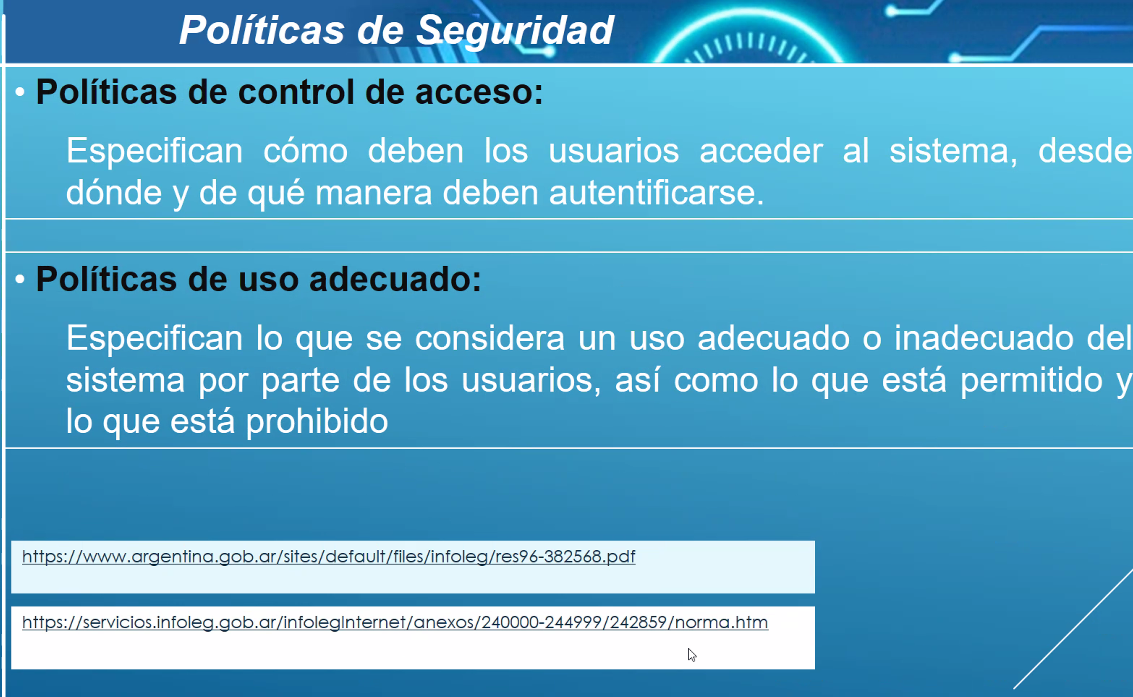 Políticas de Seguridad
• Políticas de control de acceso:
Especifican cómo deben los usuarios acceder al sistema, desde
dónde y de qué manera deben autentificarse.
• Políticas de uso adecuado:
Especifican lo que se considera un uso adecuado o inadecuado del
sistema por parte de los usuarios, así como lo que está permitido y
lo que está prohibido
https://www.argentina.gob.ar/sites/default/files/infoleg/res96-382568.pdf
https://servicios.infoleg.gob.ar/infolegInternet/anexos/240000-244999/242859/norma.htm